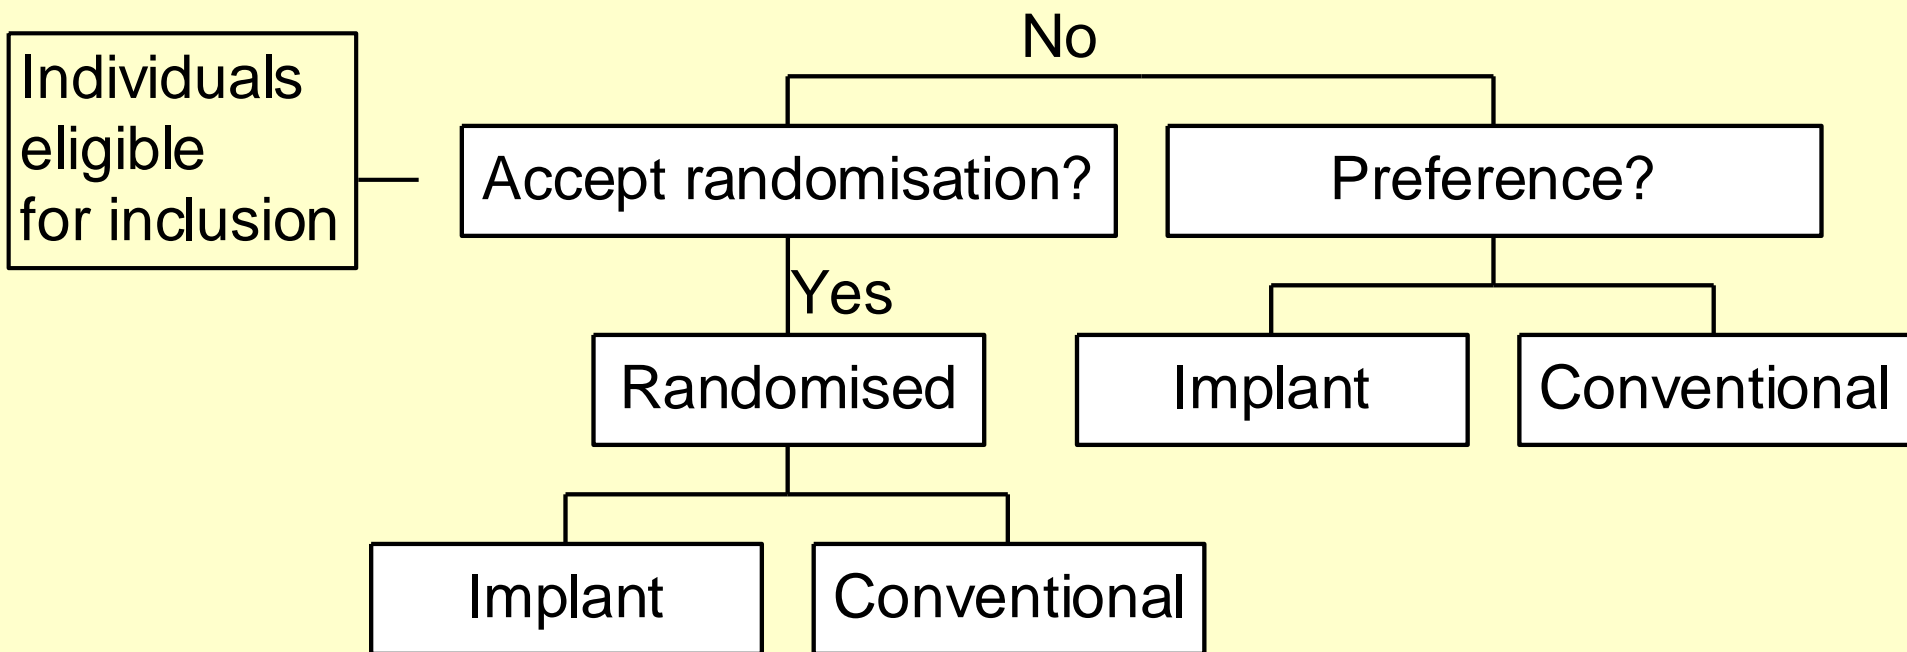 No
Individuals
eligible
for inclusion
Accept randomisation?
Preference?
Yes
Randomised
Implant
Conventional
Implant
Conventional